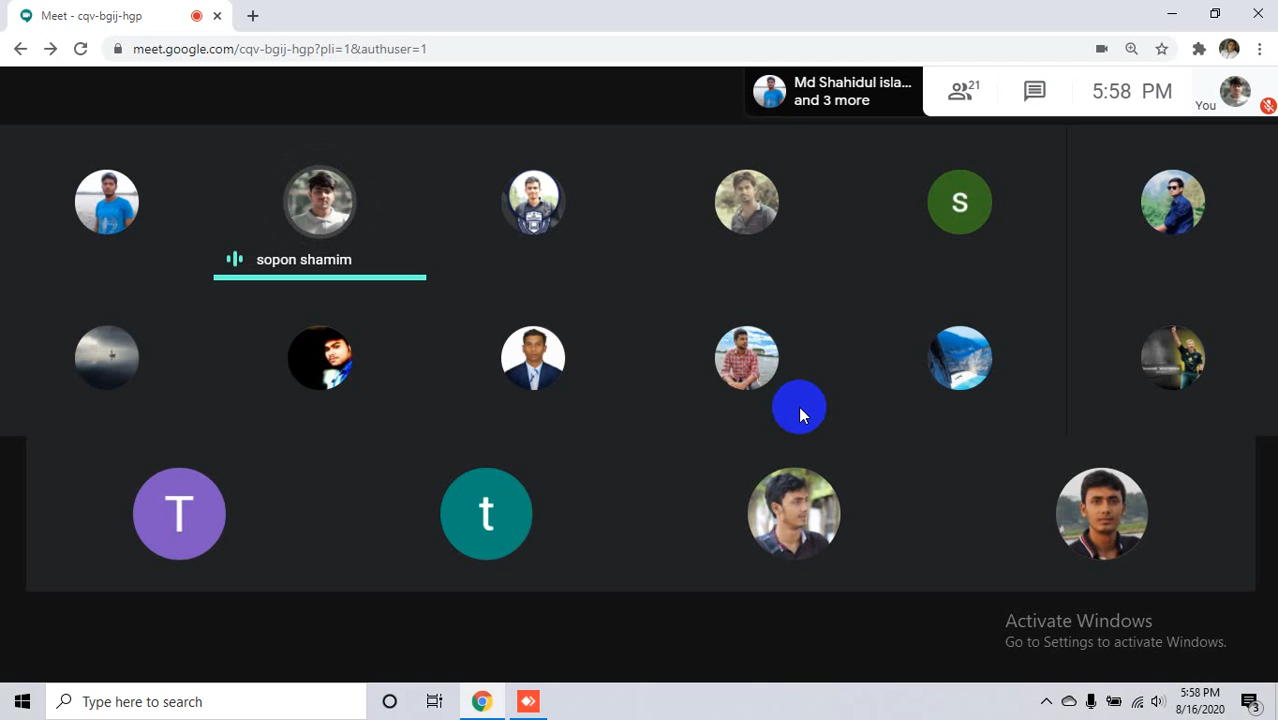 Meet - cqv-bgij-hgp
meet.google.com/cqv-bgij-hgp?pli=1&authuser=1
Md Shahidul isla...
and 3 more
21
5:58 PM
You
s
sopon shamim
T
t
Activate Windows
Go to Settings to activate Windows.
Type here to search
5:58 PM
8/16/2020
3